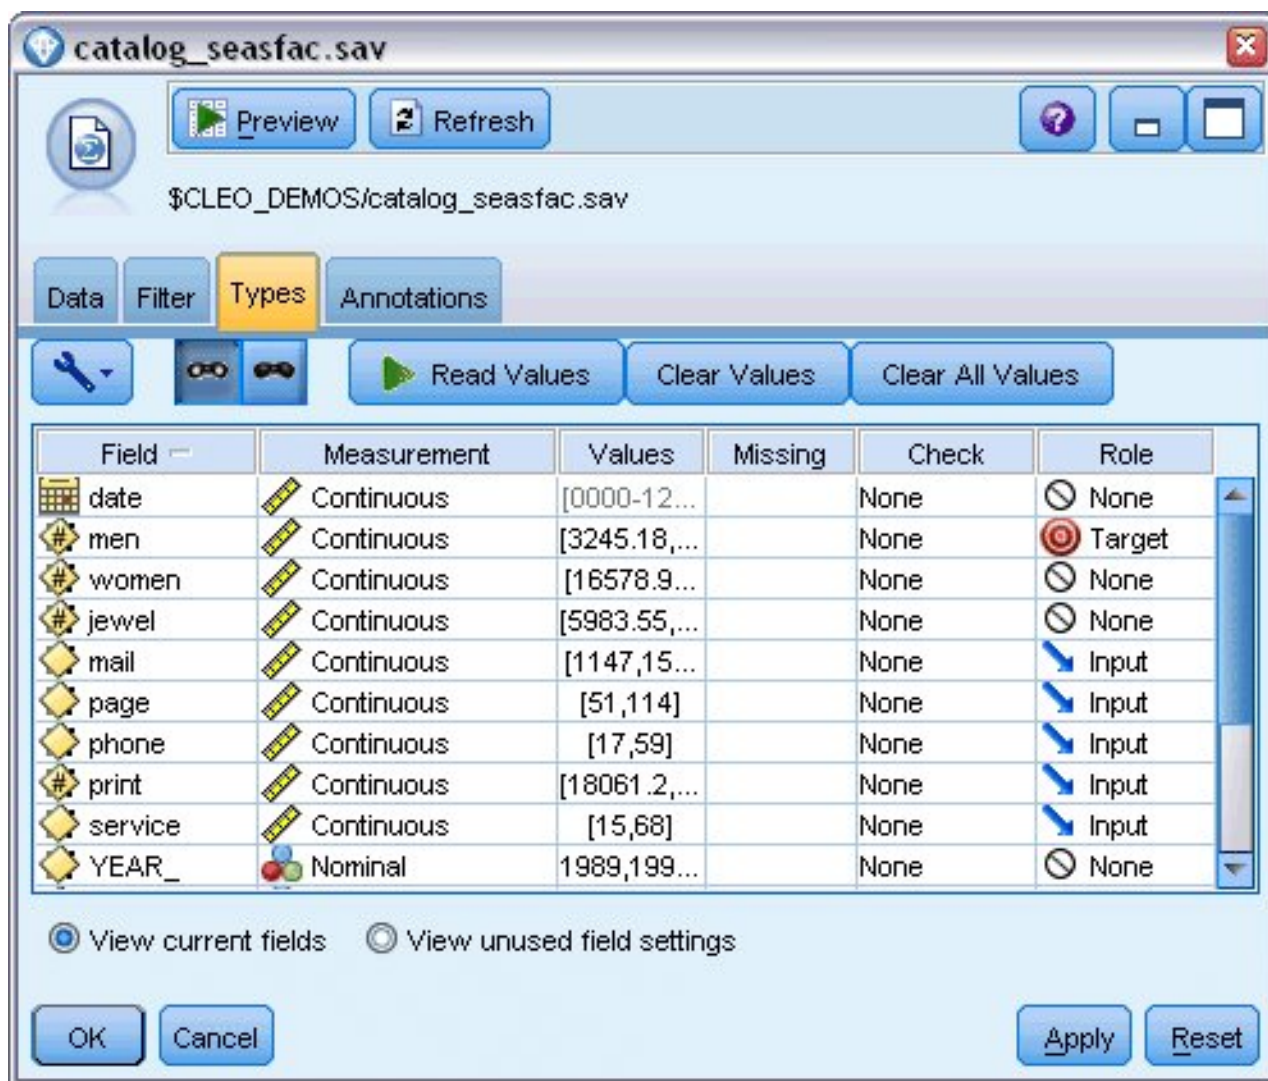 catalog_seasfac.sav
Preview Refresh
$CLEO_DEMOS/catalog_seasfac.sav
Data Filter Types Annotations
Read Values Clear Values Clear All Values
Field Measurement Values Missing Check Role
date Continuous [0000-12... None None
men Continuous [3245.18,... None Target
women Continuous [16578.9... None None
jewel Continuous [5983.55,... None None
mail Continuous [1147,15... None Input
page Continuous [51,114] None Input
phone Continuous [17,59] None Input
print Continuous [18061.2,... None Input
service Continuous [15,68] None Input
YEAR_ Nominal 1989,199... None None
View current fields View unused field settings
OK Cancel Apply Reset